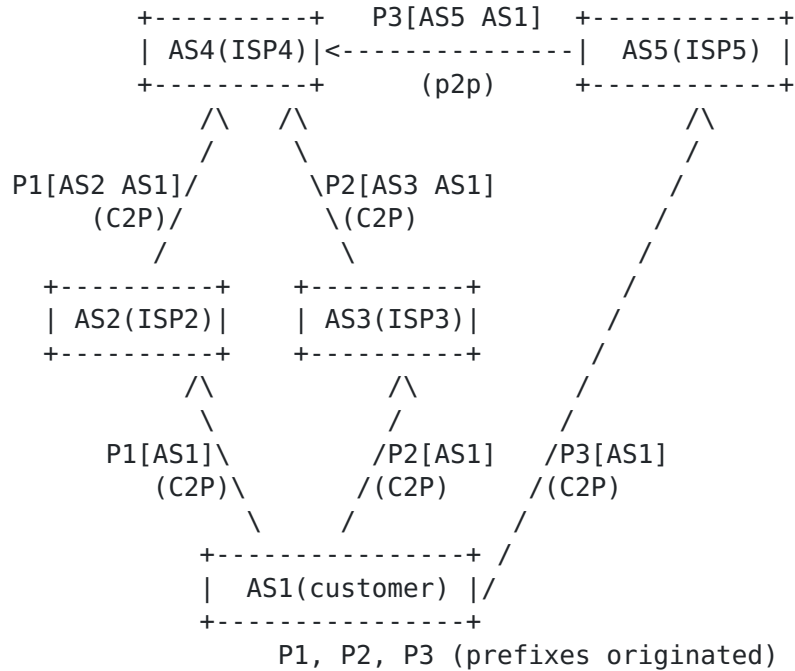 +----------+   P3[AS5 AS1]  +------------+
| AS4(ISP4)|<---------------|  AS5(ISP5) |
+----------+      (p2p)     +------------+
/\   /\                        /\
/     \                        /
P1[AS2 AS1]/       \P2[AS3 AS1]           /
(C2P)/         \(C2P)               /
/           \                  /
+----------+    +----------+         /
| AS2(ISP2)|    | AS3(ISP3)|        /
+----------+    +----------+       /
/\           /\           /
\           /          /
P1[AS1]\         /P2[AS1]   /P3[AS1]
(C2P)\       /(C2P)      /(C2P)
\     /          /
+----------------+ /
|  AS1(customer) |/
+----------------+
P1, P2, P3 (prefixes originated)